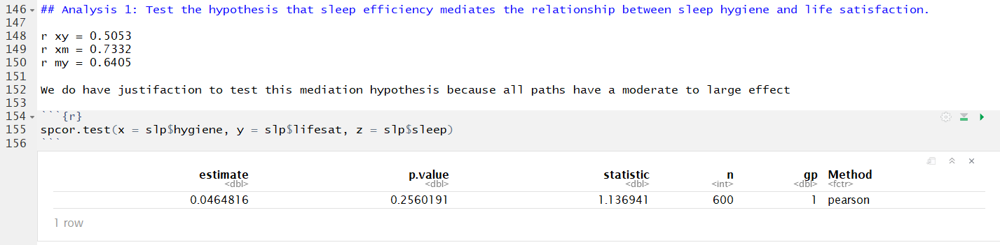 146 ## Analysis 1: Test the hypothesis that sleep efficiency mediates the relationship between sleep hygiene and life satisfaction.
147
148 r xy = 0.5053
149 r xm = 0.7332
150 r my = 0.6405
151
152 We do have justifaction to test this mediation hypothesis because all paths have a moderate to large effect
153
154 ```{r}
155 spcor.test(x = slp$hygiene, y = slp$lifesat, z = slp$sleep)
156 ```
estimate p.value statistic n gp Method
<dbl> <dbl> <dbl> <int> <dbl> <fctr>
0.0464816 0.2560191 1.136941 600 1 pearson
1 row